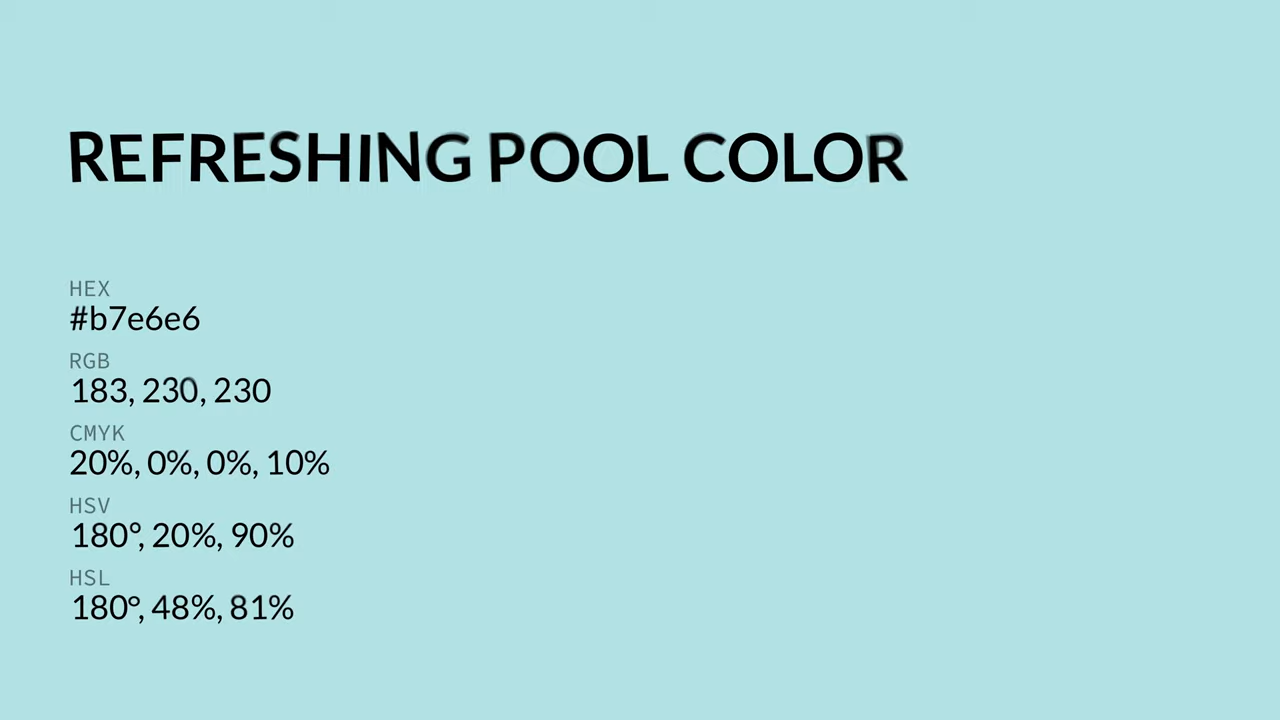 REFRESHING POOL COLOR
HEX
#b7e6e6
RGB
183, 230, 230
CMYK
20%, 0%, 0%, 10%
HSV
180°, 20%, 90%
HSL
180°, 48%, 81%